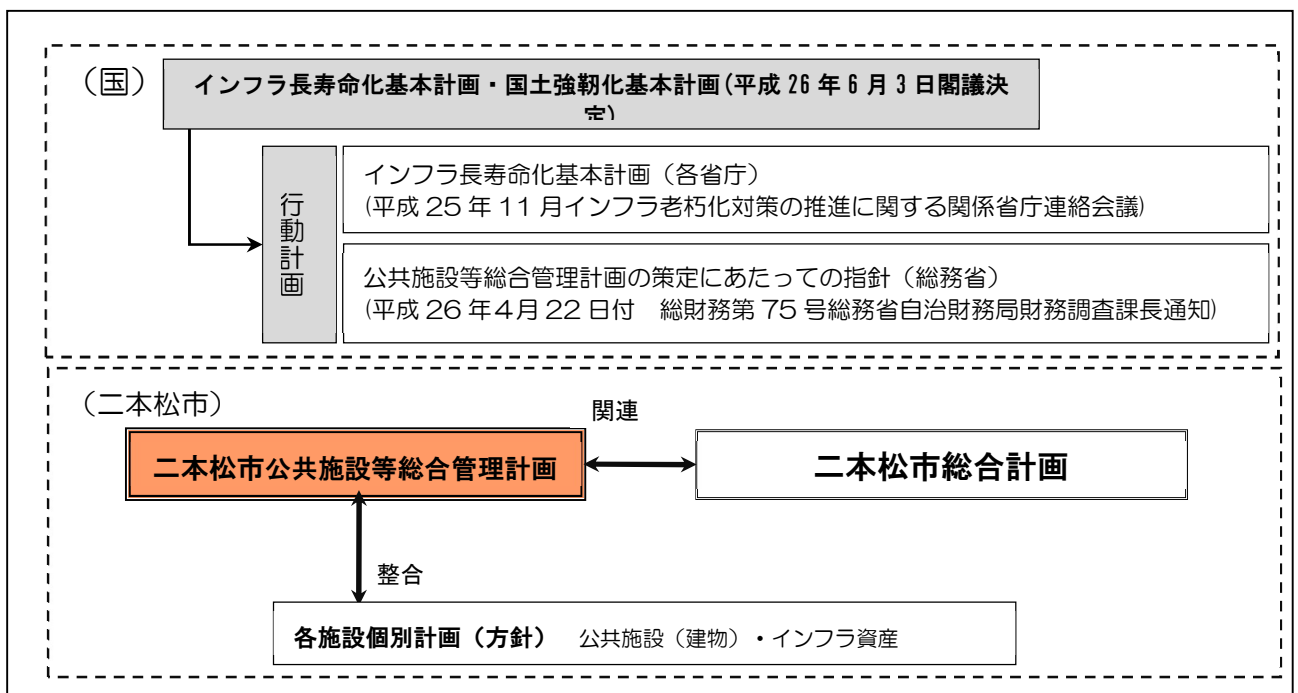 （国）
インフラ長寿命化基本計画・国土強靭化基本計画(平成 26 年 6 月 3 日閣議決
定)
行動計画
インフラ長寿命化基本計画（各省庁）
(平成 25 年 11 月インフラ老朽化対策の推進に関する関係省庁連絡会議)
公共施設等総合管理計画の策定にあたっての指針（総務省）
(平成 26 年４月 22 日付　総財務第 75 号総務省自治財務局財務調査課長通知)
（二本松市）
関連
二本松市公共施設等総合管理計画
二本松市総合計画
整合
各施設個別計画（方針）　公共施設（建物）・インフラ資産